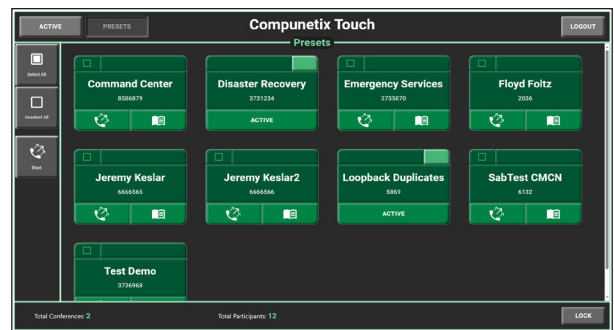 ACTIVE
PRESETS
Compunetix Touch
LOGOUT
Presets
Select All
Deselect All
Start
Command Center
8586879
Disaster Recovery
3731234
ACTIVE
Emergency Services
3735870
Floyd Foltz
2036
Jeremy Keslar
6665565
Jeremy Keslar2
6666566
Loopback Duplicates
5869
ACTIVE
SabTest CMCN
6132
Test Demo
3736968
Total Conferences: 2
Total Participants: 12
LOCK